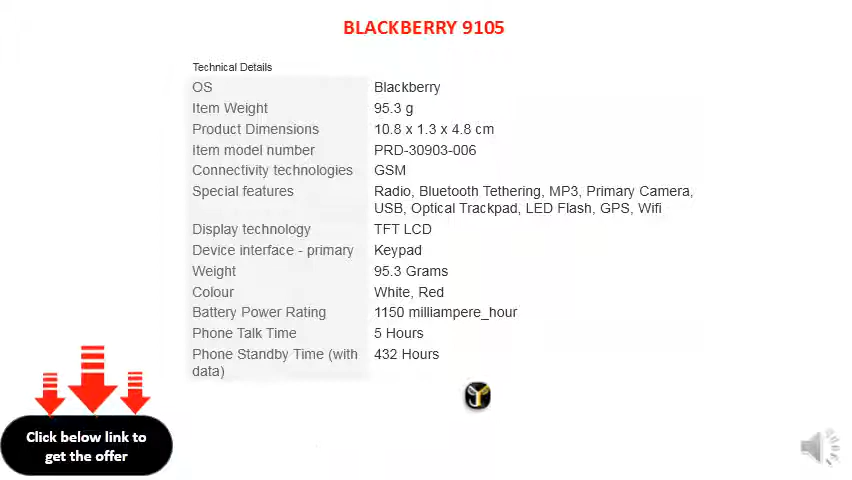 BLACKBERRY 9105
Technical Details
OS Blackberry
Item Weight 95.3 g
Product Dimensions 10.8 x 1.3 x 4.8 cm
Item model number PRD-30903-006
Connectivity technologies GSM
Special features Radio, Bluetooth Tethering, MP3, Primary Camera,
USB, Optical Trackpad, LED Flash, GPS, Wifi
Display technology TFT LCD
Device interface - primary Keypad
Weight 95.3 Grams
Colour White, Red
Battery Power Rating 1150 milliampere_hour
Phone Talk Time 5 Hours
Phone Standby Time (with 432 Hours
data)
Click below link to
get the offer